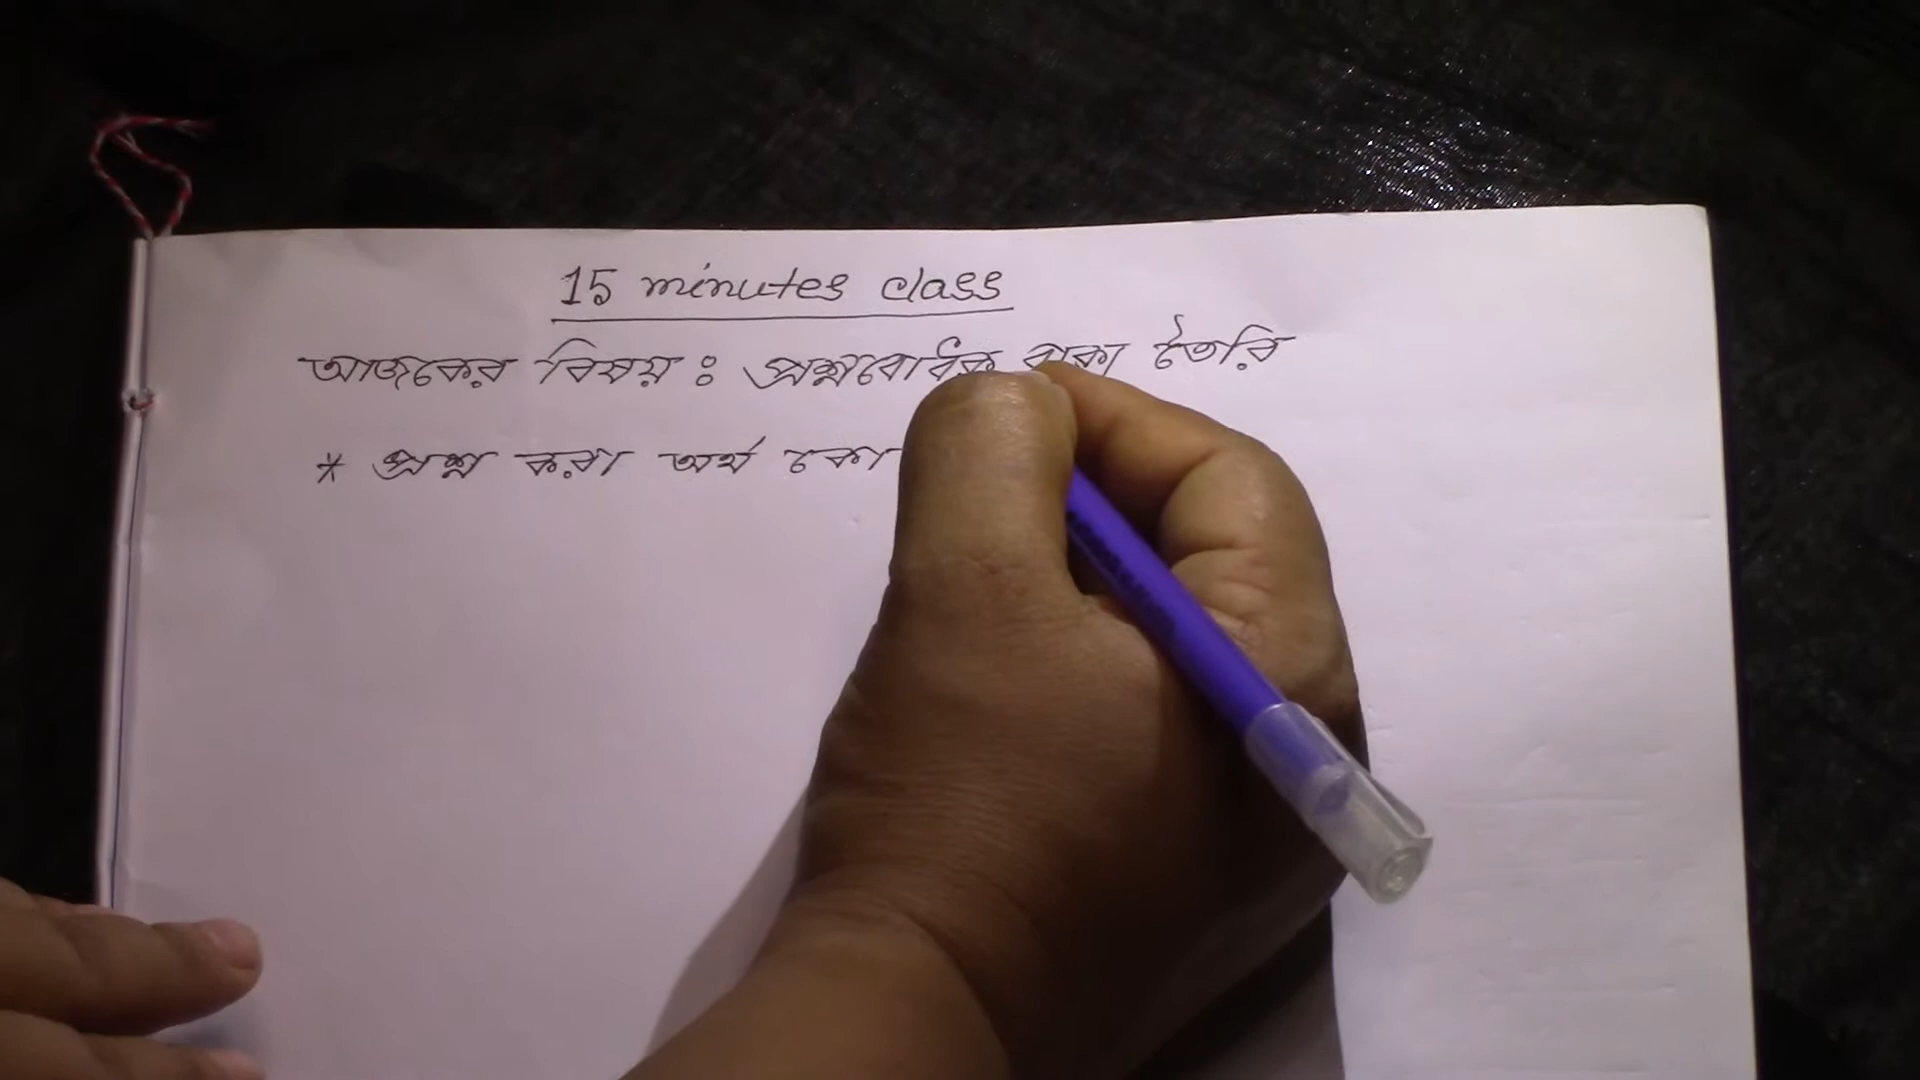 15 minutes class
আজকের বিষয় : প্রশ্নবোধক বাক্য তৈরি
* প্রশ্ন করা অর্থ কো